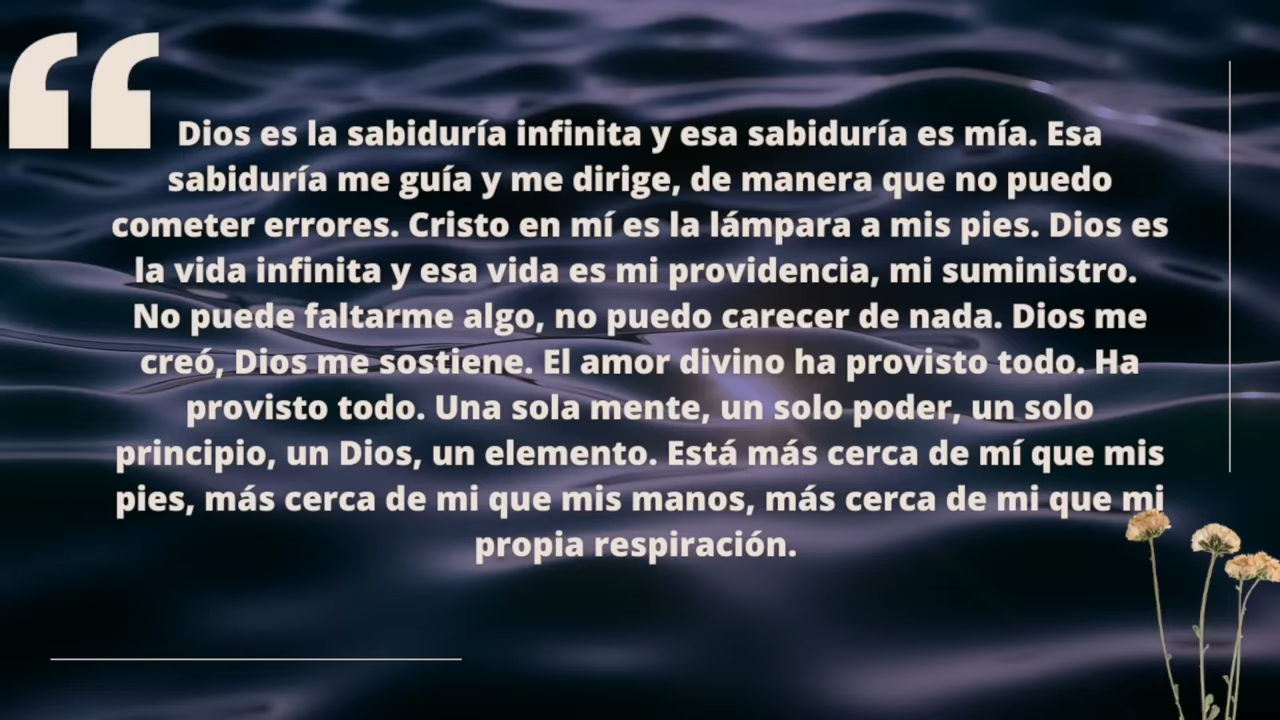 Dios es la sabiduría infinita y esa sabiduría es mía. Esa
sabiduría me guía y me dirige, de manera que no puedo
cometer errores. Cristo en mí es la lámpara a mis pies. Dios es
la vida infinita y esa vida es mi providencia, mi suministro.
No puede faltarme algo, no puedo carecer de nada. Dios me
creó, Dios me sostiene. El amor divino ha provisto todo. Ha
provisto todo. Una sola mente, un solo poder, un solo
principio, un Dios, un elemento. Está más cerca de mí que mis
pies, más cerca de mi que mis manos, más cerca de mi que mi
propia respiración.